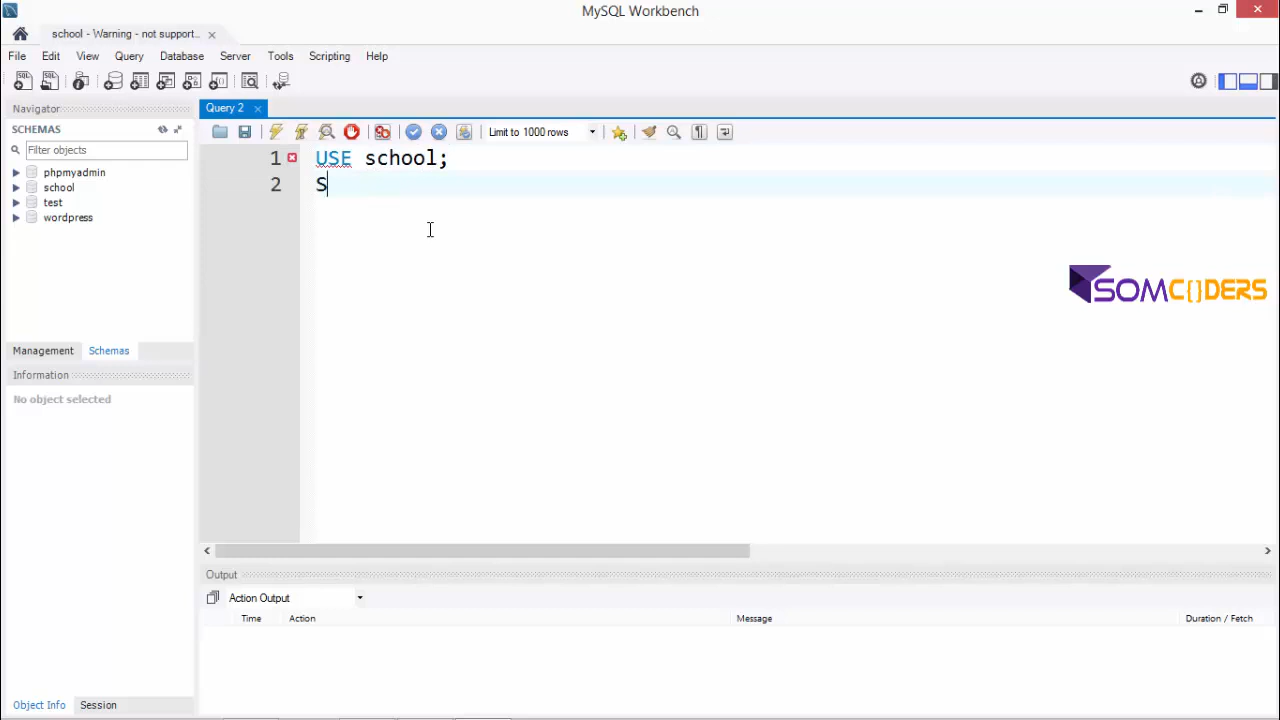 MySQL Workbench
school - Warning - not support..
File Edit View Query Database Server Tools Scripting Help
Navigator
SCHEMAS
Filter objects
phpmyadmin
school
test
wordpress
Management Schemas
Information
No object selected
Object Info Session
Query 2
Limit to 1000 rows
1 USE school;
2 S
SOMC{}DERS
Output
Action Output
Time Action Message Duration / Fetch